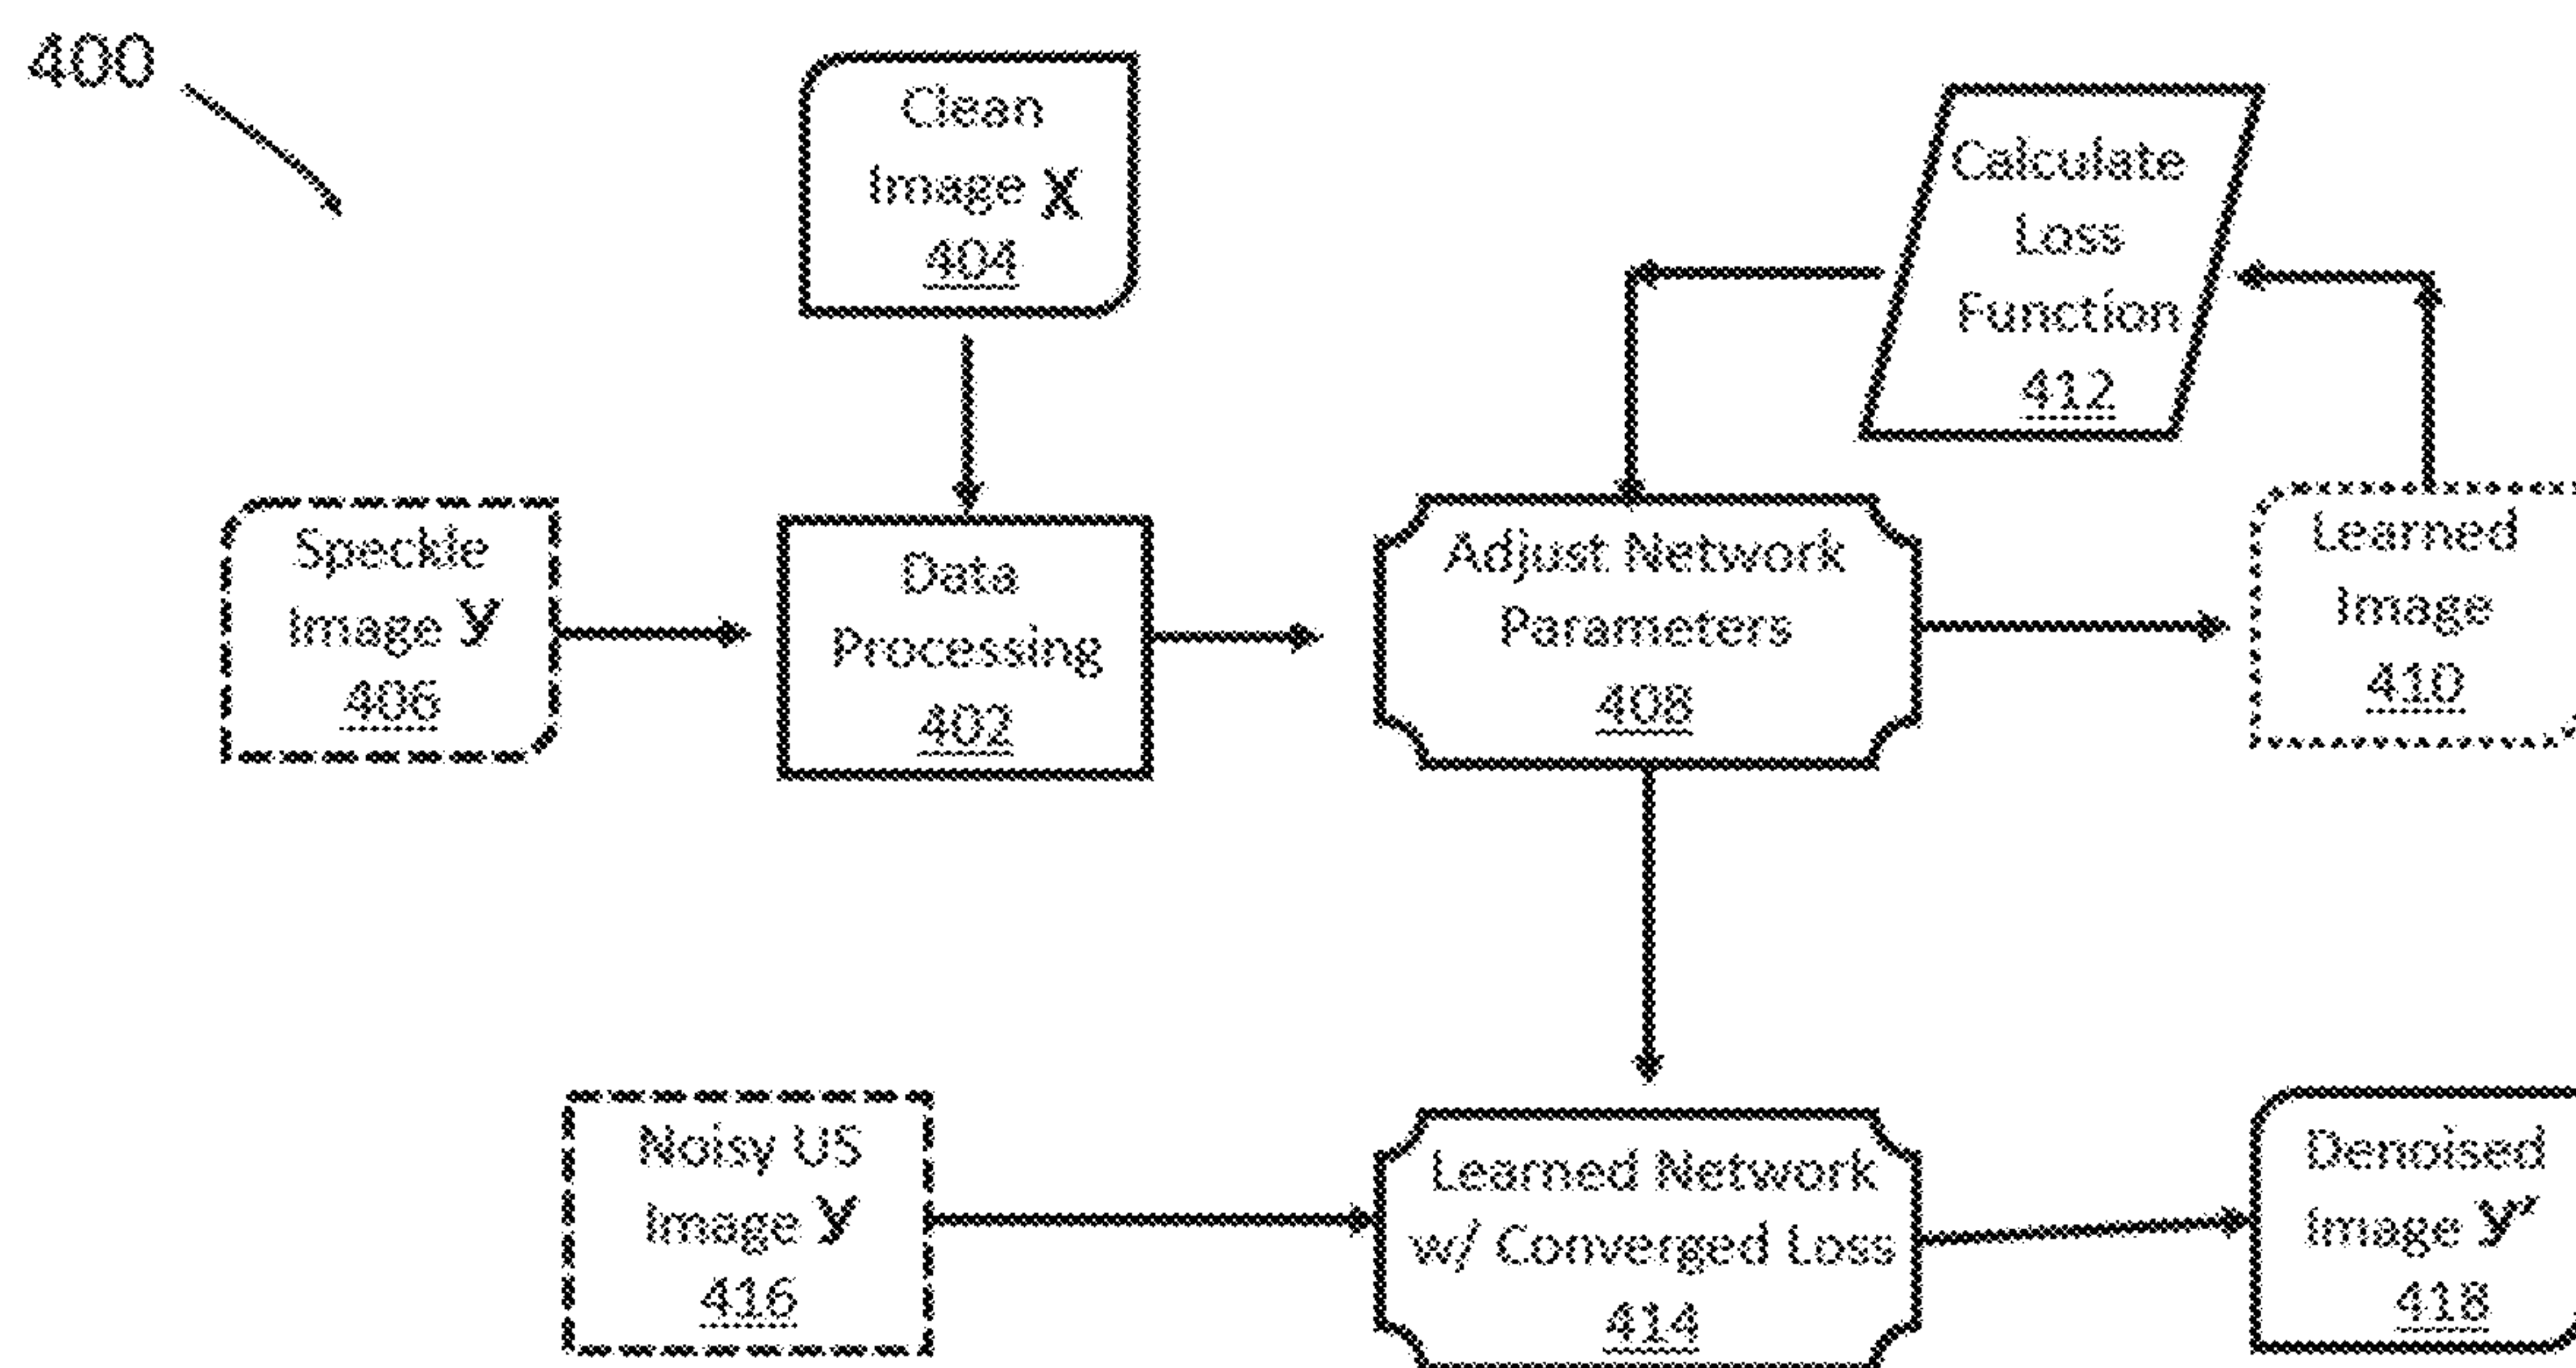 400
Clean
Image X
404
Calculate
Loss
Function
412
Speckle
Image y
406
Data
Processing
402
Adjust Network
Parameters
408
Learned
Image
410
Noisy US
Image y
416
Learned Network
w/ Converged Loss
414
Denoised
Image y'
418